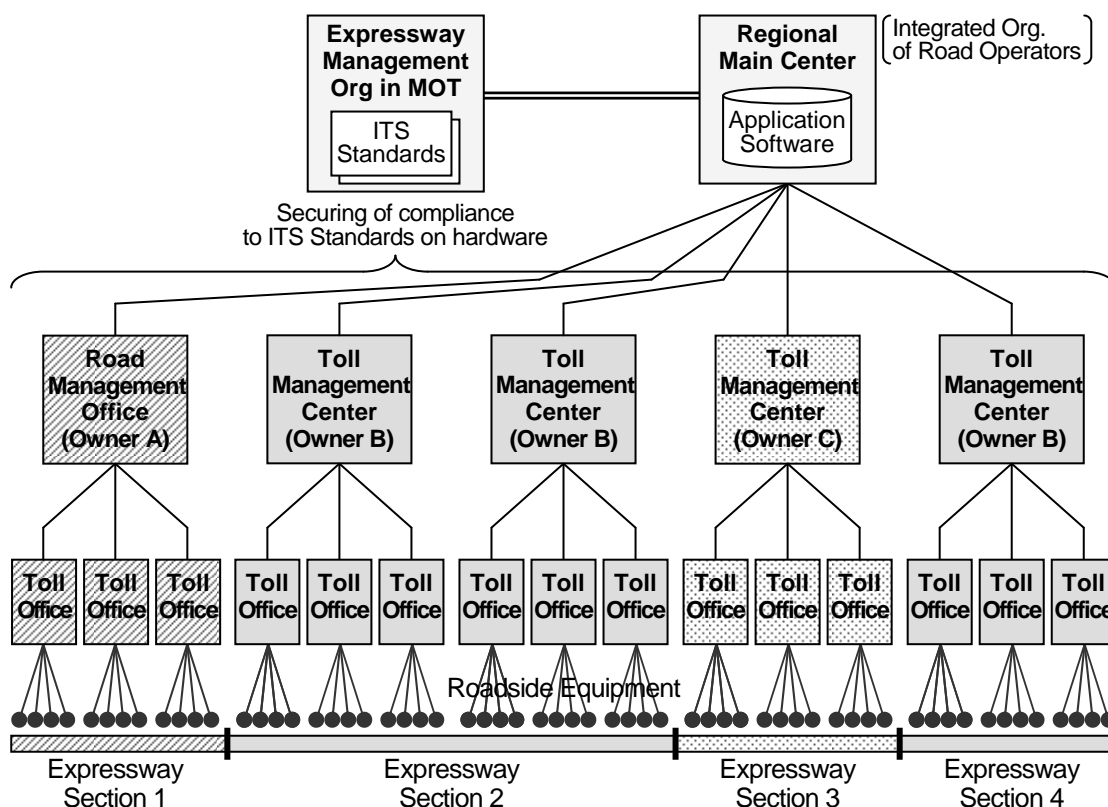 Expressway
Management
Org in MOT
ITS
Standards
Regional
Main Center
Application
Software
Integrated Org.
of Road Operators
Securing of compliance
to ITS Standards on hardware
Road
Management
Office
(Owner A)
Toll
Management
Center
(Owner B)
Toll
Management
Center
(Owner B)
Toll
Management
Center
(Owner C)
Toll
Management
Center
(Owner B)
Toll
Office
Toll
Office
Toll
Office
Toll
Office
Toll
Office
Toll
Office
Toll
Office
Toll
Office
Toll
Office
Toll
Office
Toll
Office
Toll
Office
Toll
Office
Toll
Office
Toll
Office
Roadside Equipment
Expressway
Section 1
Expressway
Section 2
Expressway
Section 3
Expressway
Section 4